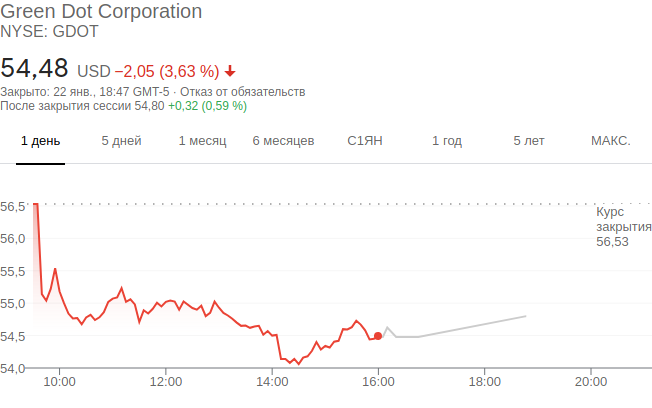 Green Dot Corporation
NYSE: GDOT
54,48 USD −2,05 (3,63 %)
Закрыто: 22 янв., 18:47 GMT-5 · Отказ от обязательств
После закрытия сессии 54,80 +0,32 (0,59 %)
1 день 5 дней 1 месяц 6 месяцев С1ЯН 1 год 5 лет МАКС.
56,5
Курс
закрытия
56,53
56,0
55,5
55,0
54,5
54,0
10:00 12:00 14:00 16:00 18:00 20:00